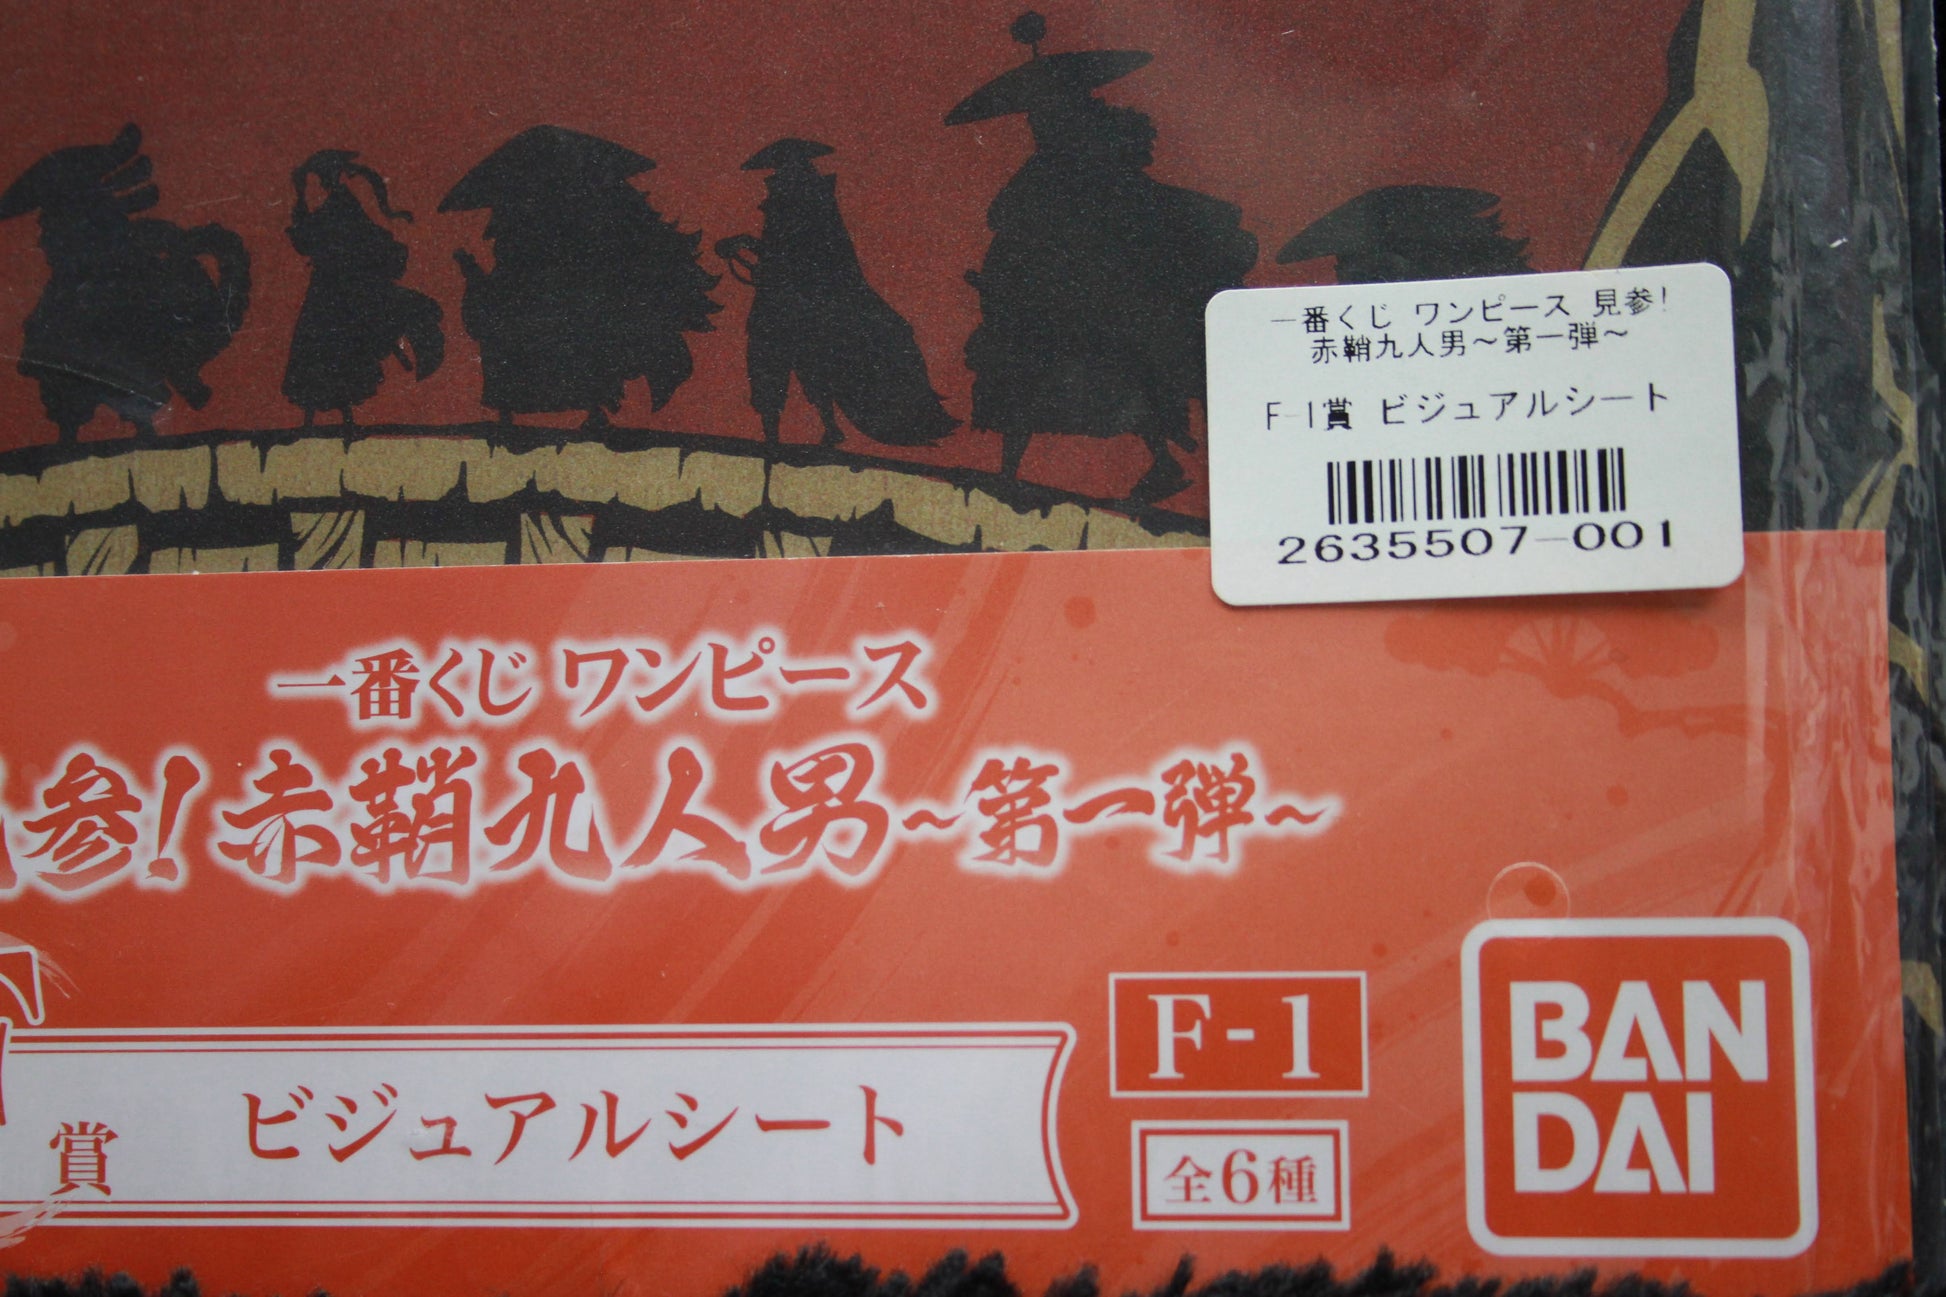 一番くじ ワンピース 見参!
赤鞘九人男～第一弾～
F-1賞 ビジュアルシート
2635507-001
一番くじ ワンピース
参!赤鞘九人男～第一弾～
賞 ビジュアルシート
F-1
全6種
BAN
DAI